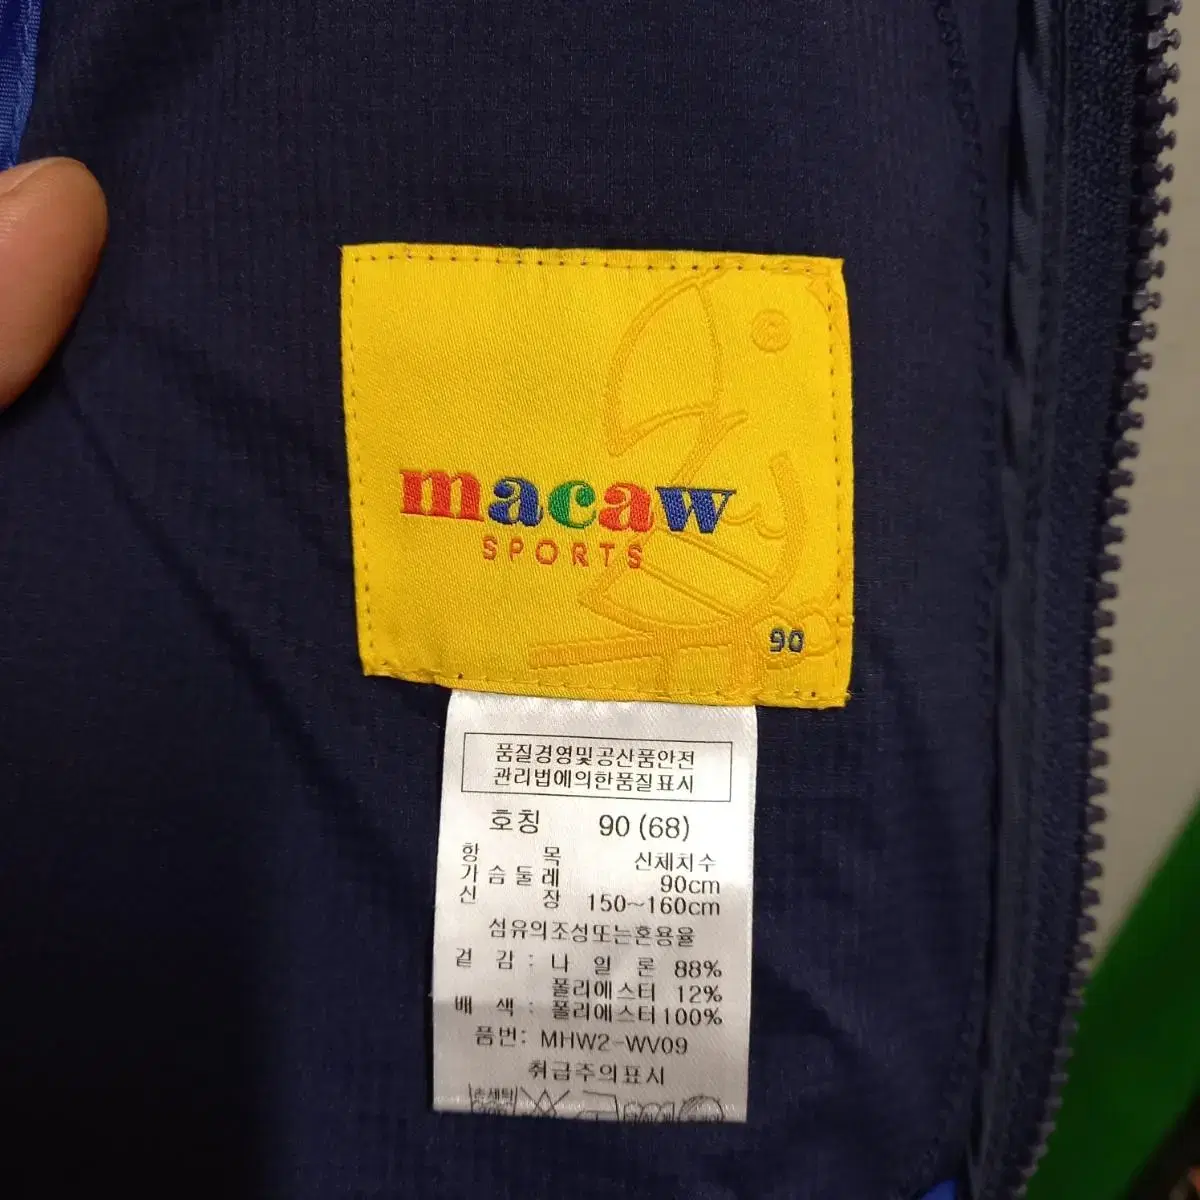 ©
macaw
SPORTS
90
품질경영및공산품안전
관리법에의한품질표시
호칭 90 (68)
항 목 신체치수
가 슴 둘 레 90cm
신 장 150~160cm
섬유의조성또는혼용율
겉 감 : 나 일 론 88%
폴리에스터 12%
배 색 : 폴리에스터 100%
품번: MHW2-WV09
취급주의표시
손세탁